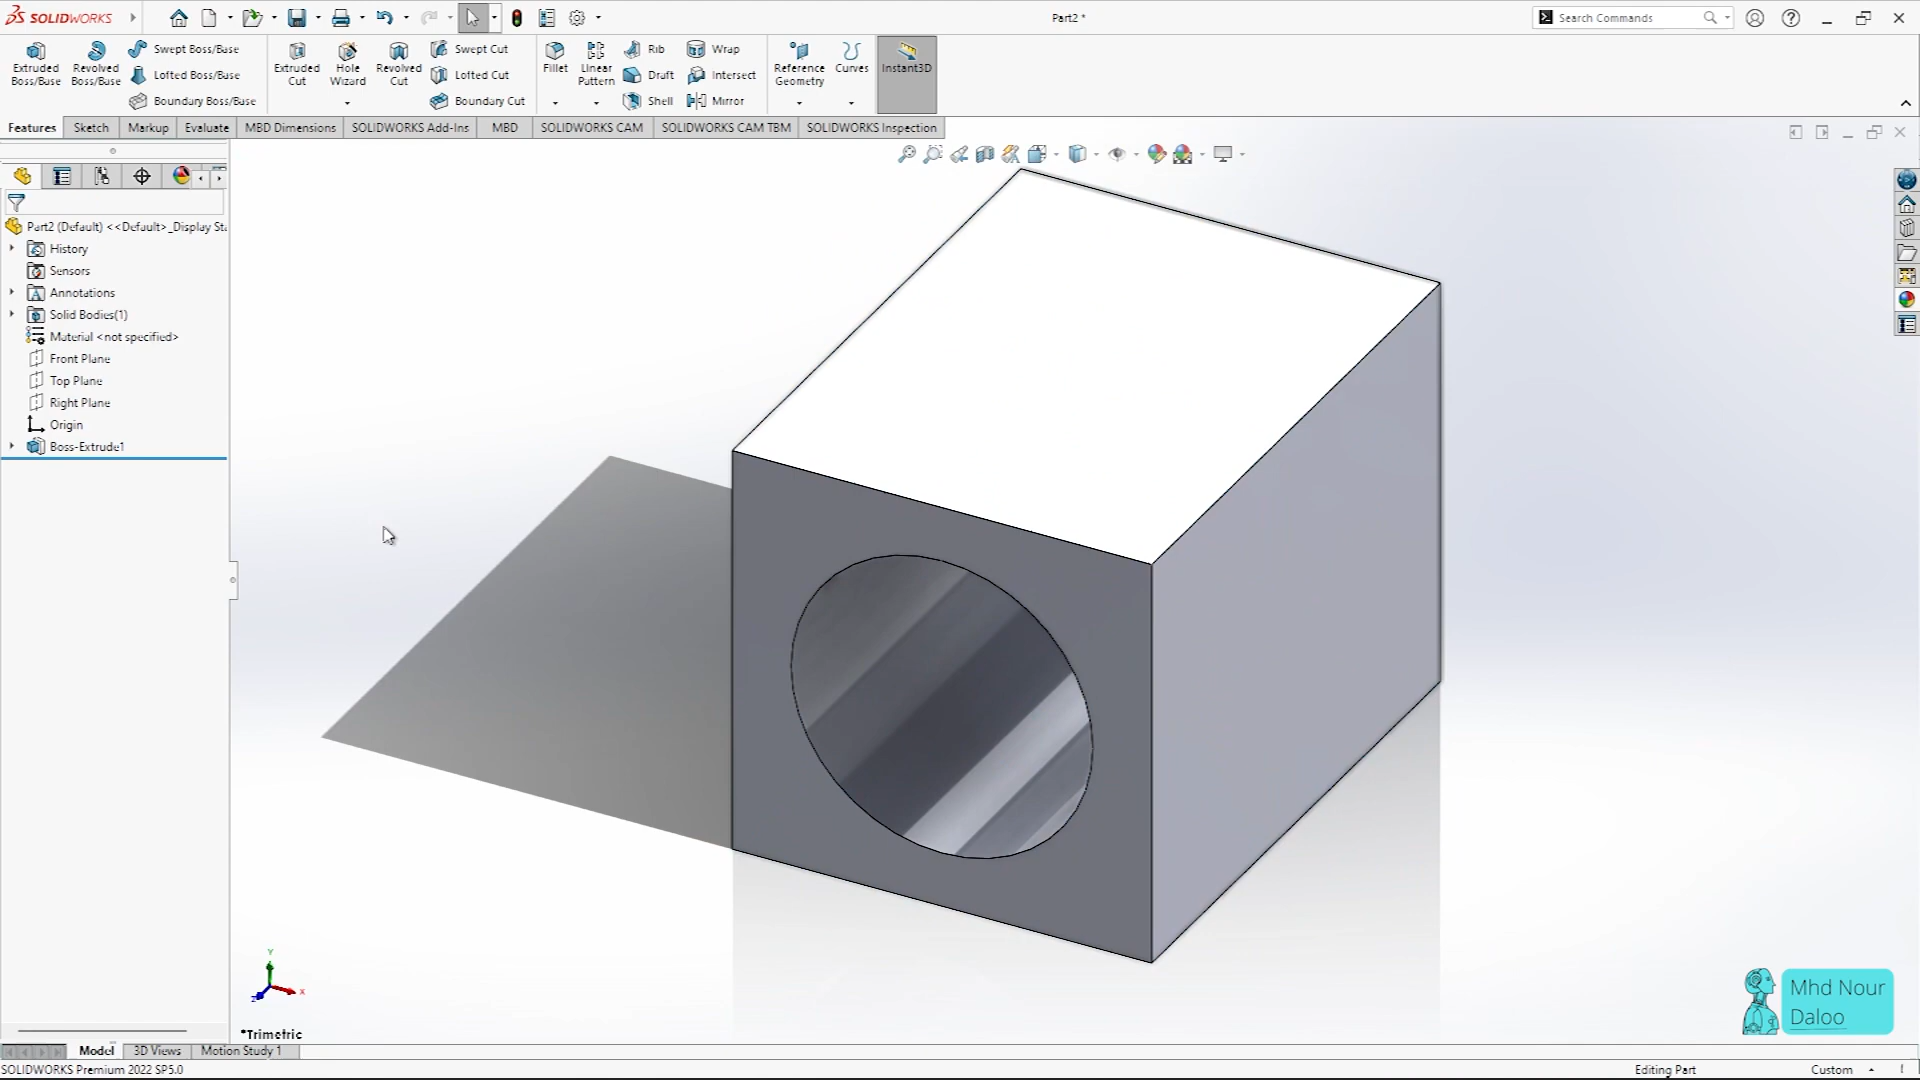 SOLIDWORKS
Part2 *
Search Commands
Extruded Boss/Base
Revolved Boss/Base
Swept Boss/Base
Lofted Boss/Base
Boundary Boss/Base
Extruded Cut
Hole Wizard
Revolved Cut
Swept Cut
Lofted Cut
Boundary Cut
Fillet
Linear Pattern
Rib
Draft
Shell
Wrap
Intersect
Mirror
Reference Geometry
Curves
Instant3D
Features Sketch Markup Evaluate MBD Dimensions SOLIDWORKS Add-Ins MBD SOLIDWORKS CAM SOLIDWORKS CAM TBM SOLIDWORKS Inspection
Part2 (Default) <<Default>_Display Sta
History
Sensors
Annotations
Solid Bodies(1)
Material <not specified>
Front Plane
Top Plane
Right Plane
Origin
Boss-Extrude1
Y
X
Z
*Trimetric
Mhd Nour
Daloo
Model 3D Views Motion Study 1
SOLIDWORKS Premium 2022 SP5.0
Editing Part
Custom